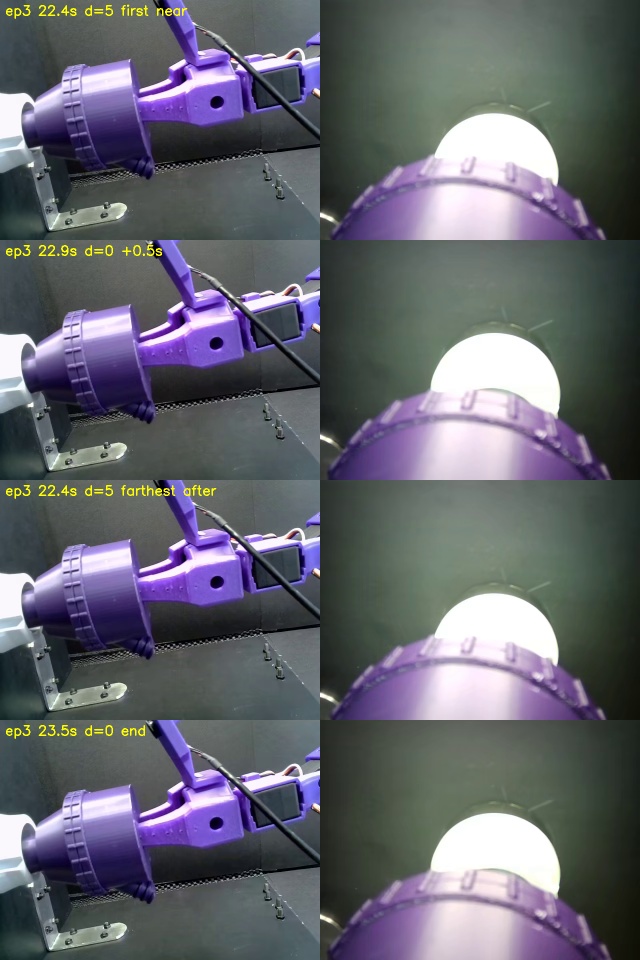 ep3 22.4s d=5 first near
ep3 22.9s d=0 +0.5s
ep3 22.4s d=5 farthest after
ep3 23.5s d=0 end